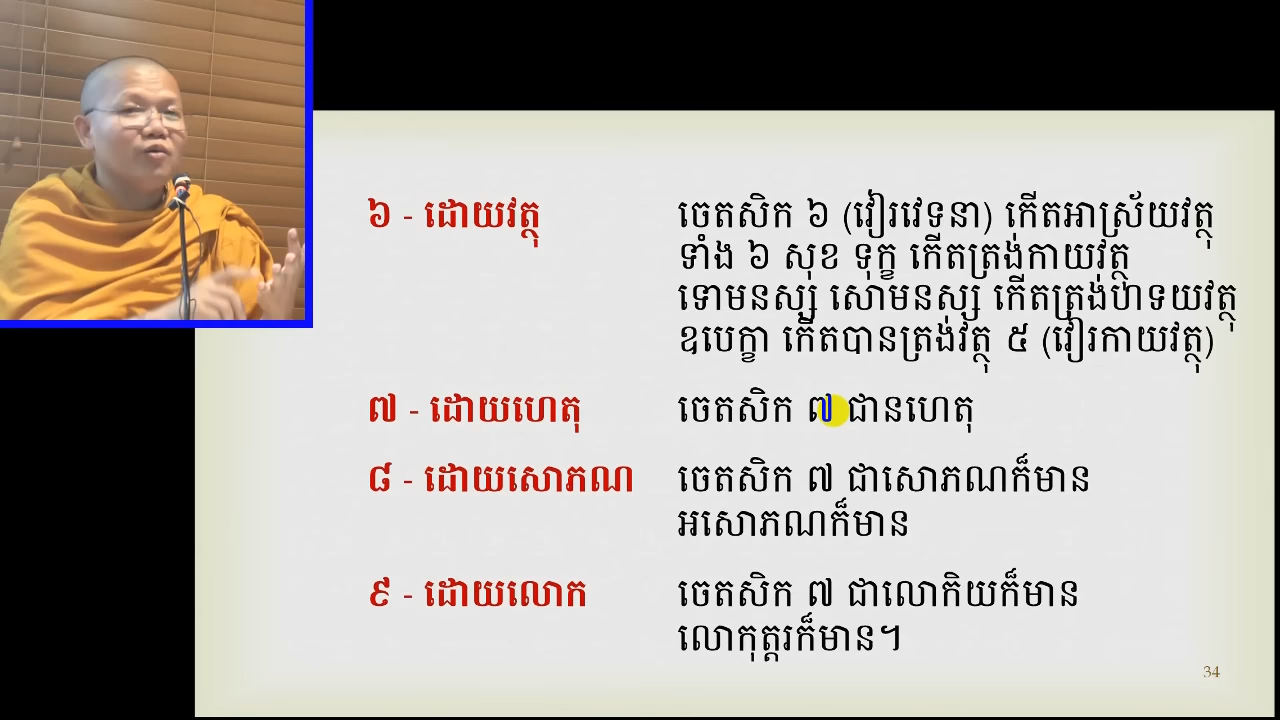 ៦ - ដោយវត្ថុ ចេតសិក ៦ (វៀរវេទនា) កើតអាស្រ័យវត្ថុ
ទាំង ៦ សុខ ទុក្ខ កើតត្រង់កាយវត្ថុ
ទោមនស្ស សោមនស្ស កើតត្រង់ហទយវត្ថុ
ឧបេក្ខា កើតបានត្រង់វត្ថុ ៥ (វៀរកាយវត្ថុ)
៧ - ដោយហេតុ ចេតសិក ៧ ជានហេតុ
៨ - ដោយសោភណ ចេតសិក ៧ ជាសោភណក៏មាន
អសោភណក៏មាន
៩ - ដោយលោក ចេតសិក ៧ ជាលោកិយក៏មាន
លោកុត្តរក៏មាន។
34